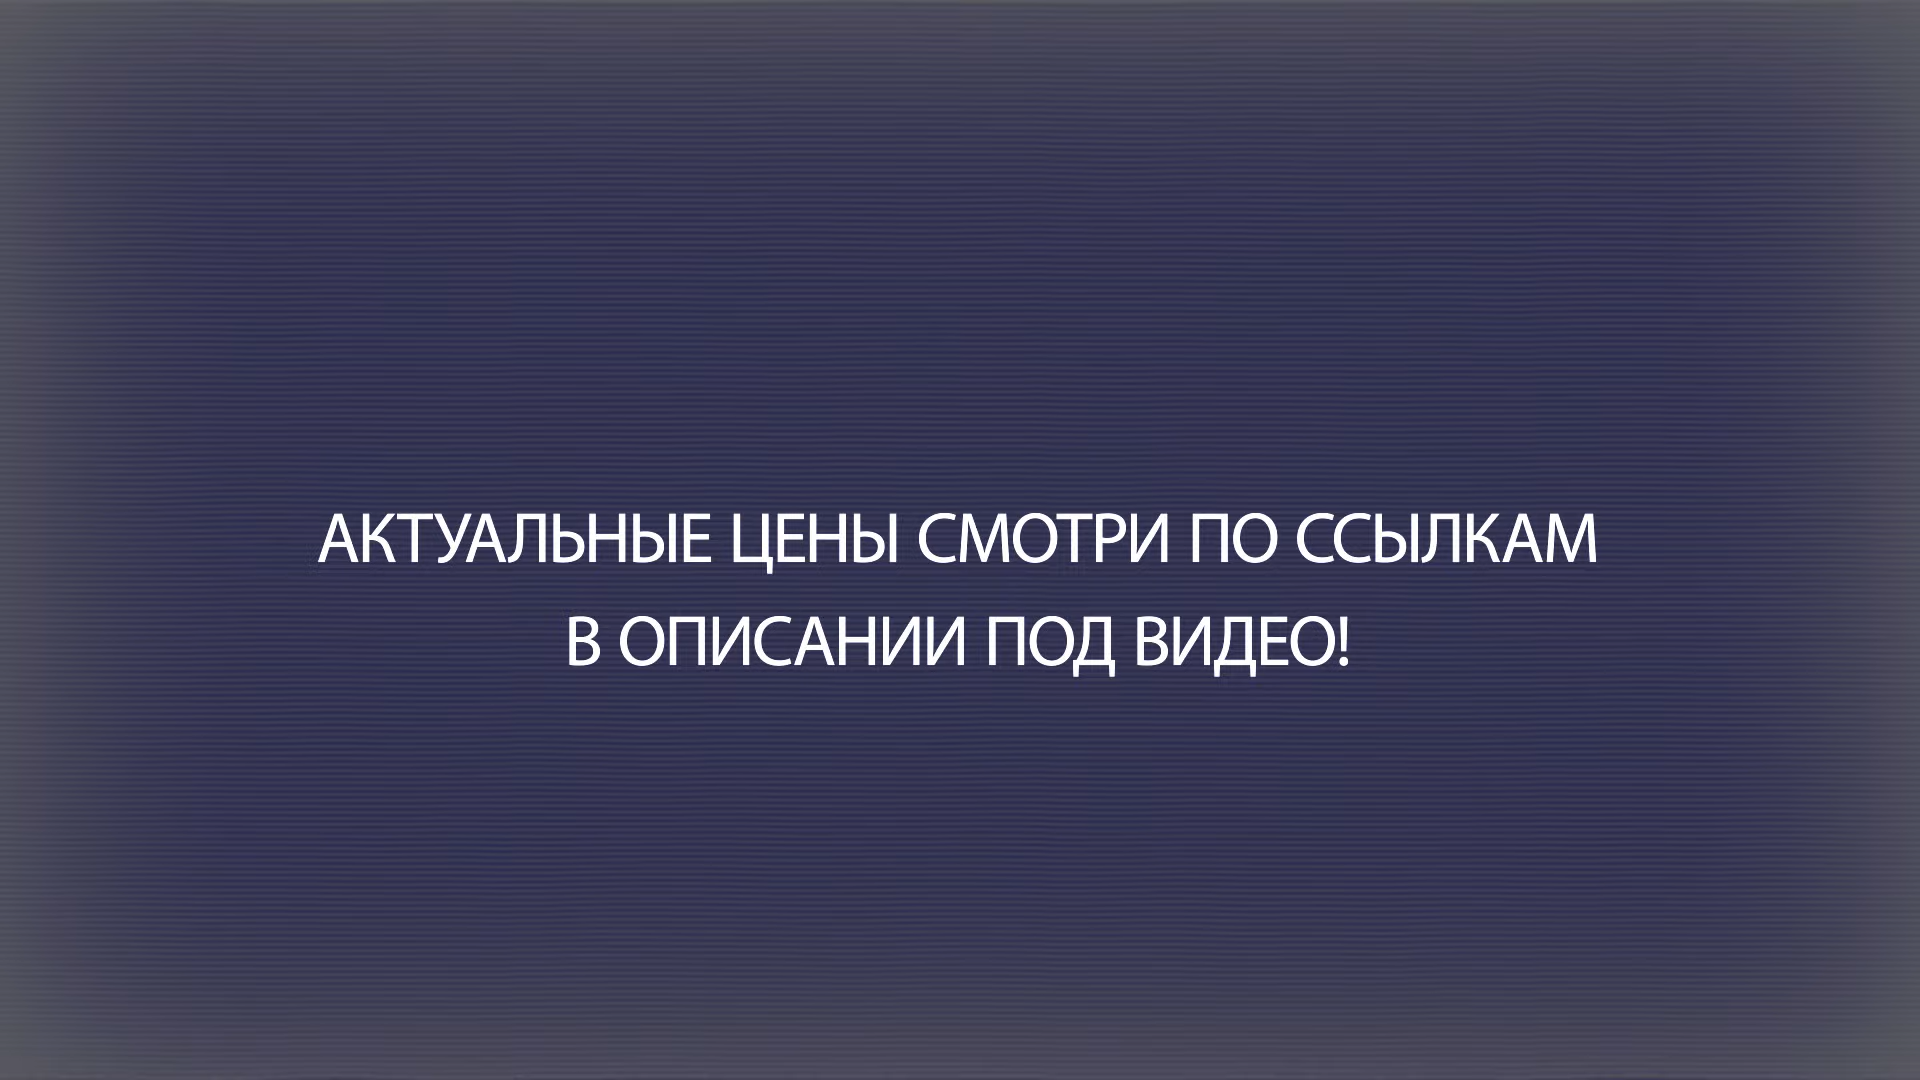 АКТУАЛЬНЫЕ ЦЕНЫ СМОТРИ ПО ССЫЛКАМ
В ОПИСАНИИ ПОД ВИДЕО!